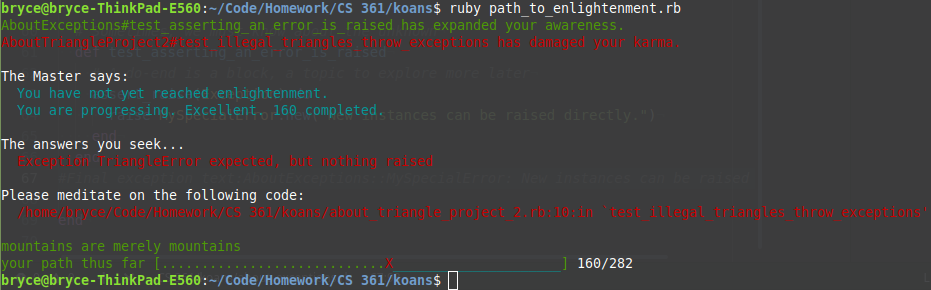 bryce@bryce-ThinkPad-E560:~/Code/Homework/CS 361/koans$ ruby path_to_enlightenment.rb
AboutExceptions#test_asserting_an_error_is_raised has expanded your awareness.
AboutTriangleProject2#test_illegal_triangles_throw_exceptions has damaged your karma.
The Master says:
You have not yet reached enlightenment.
You are progressing. Excellent. 160 completed.
The answers you seek...
Exception TriangleError expected, but nothing raised
Please meditate on the following code:
/home/bryce/Code/Homework/CS 361/koans/about_triangle_project_2.rb:10:in `test_illegal_triangles_throw_exceptions'
mountains are merely mountains
your path thus far [............................X_____________________] 160/282
bryce@bryce-ThinkPad-E560:~/Code/Homework/CS 361/koans$